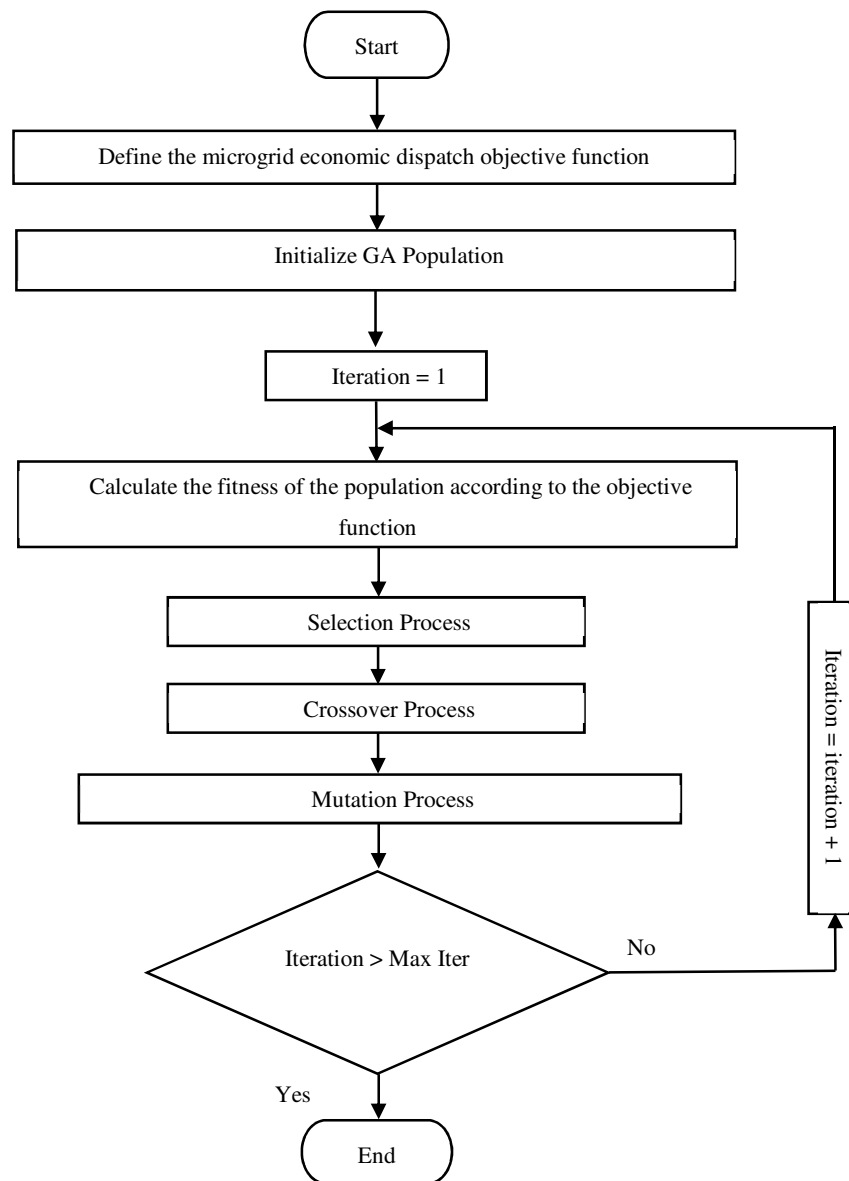 Start
Define the microgrid economic dispatch objective function
Initialize GA Population
Iteration = 1
Calculate the fitness of the population according to the objective
function
Selection Process
Crossover Process
Mutation Process
Iteration > Max Iter
No
Iteration = iteration + 1
Yes
End